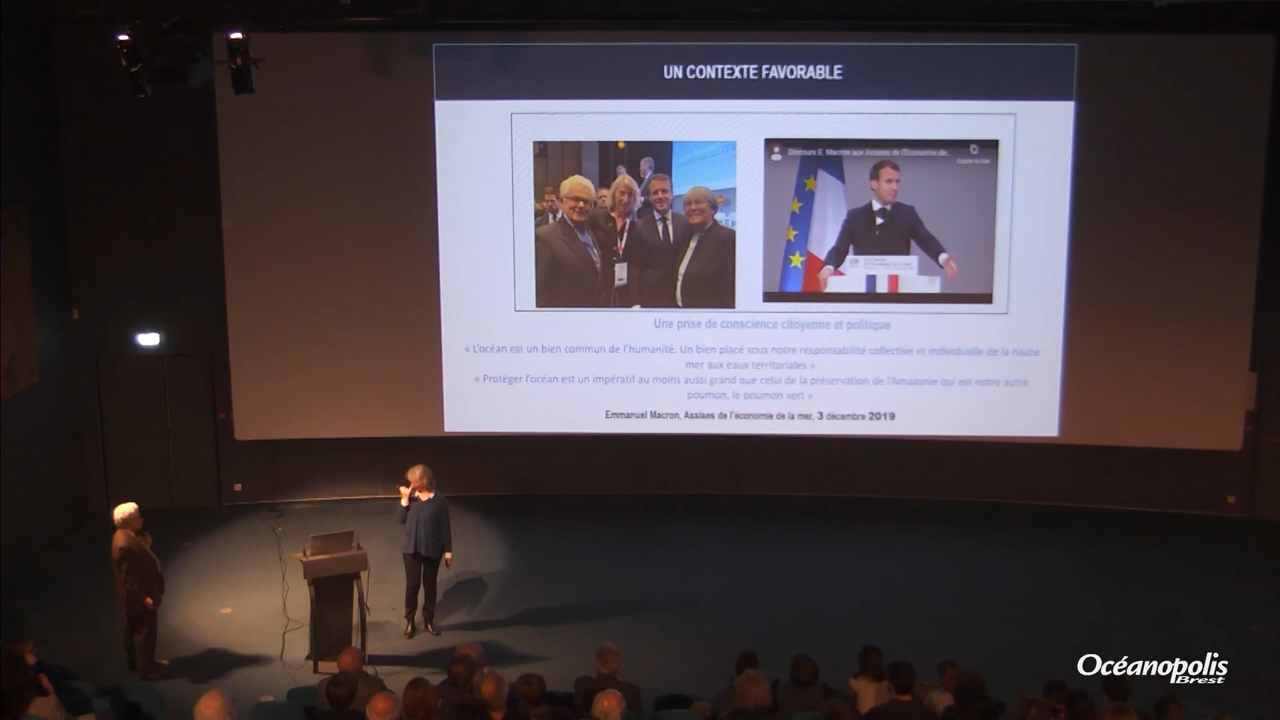 UN CONTEXTE FAVORABLE
Discours E. Macron aux Assises de l'Economie de...
Copier le lien
Une prise de conscience citoyenne et politique
« L'océan est un bien commun de l'humanité. Un bien placé sous notre responsabilité collective et individuelle de la haute
mer aux eaux territoriales »
« Protéger l'océan est un impératif au moins aussi grand que celui de la préservation de l'Amazonie qui est notre autre
poumon, le poumon vert »
Emmanuel Macron, Assises de l'économie de la mer, 3 décembre 2019
Océanopolis
Brest